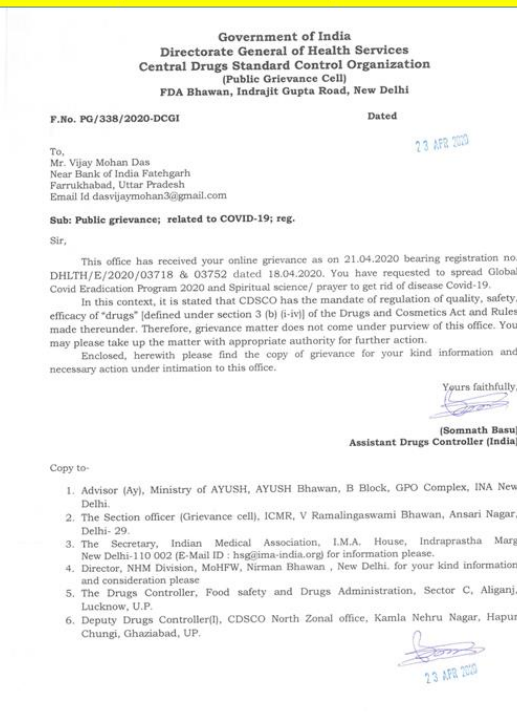 Government of India
Directorate General of Health Services
Central Drugs Standard Control Organization
(Public Grievance Cell)
FDA Bhawan, Indrajit Gupta Road, New Delhi
F.No. PG/338/2020-DCGI Dated
23 APR 2020
To,
Mr. Vijay Mohan Das
Near Bank of India Fatehgarh
Farrukhabad, Uttar Pradesh
Email Id dasvijaymohan3@gmail.com
Sub: Public grievance; related to COVID-19; reg.
Sir,
This office has received your online grievance as on 21.04.2020 bearing registration no.
DHLTH/E/2020/03718 & 03752 dated 18.04.2020. You have requested to spread Global
Covid Eradication Program 2020 and Spiritual science/ prayer to get rid of disease Covid-19.
In this context, it is stated that CDSCO has the mandate of regulation of quality, safety,
efficacy of "drugs" [defined under section 3 (b) (i-iv)] of the Drugs and Cosmetics Act and Rules
made thereunder. Therefore, grievance matter does not come under purview of this office. You
may please take up the matter with appropriate authority for further action.
Enclosed, herewith please find the copy of grievance for your kind information and
necessary action under intimation to this office.
Yours faithfully,
(Somnath Basu)
Assistant Drugs Controller (India)
Copy to-
1. Advisor (Ay), Ministry of AYUSH, AYUSH Bhawan, B Block, GPO Complex, INA New
Delhi.
2. The Section officer (Grievance cell), ICMR, V Ramalingaswami Bhawan, Ansari Nagar,
Delhi- 29.
3. The Secretary, Indian Medical Association, I.M.A. House, Indraprastha Marg
New Delhi-110 002 (E-Mail ID : hsg@ima-india.org) for information please.
4. Director, NHM Division, MoHFW, Nirman Bhawan , New Delhi. for your kind information
and consideration please
5. The Drugs Controller, Food safety and Drugs Administration, Sector C, Aliganj,
Lucknow, U.P.
6. Deputy Drugs Controller(I), CDSCO North Zonal office, Kamla Nehru Nagar, Hapur
Chungi, Ghaziabad, UP.
23 APR 2020